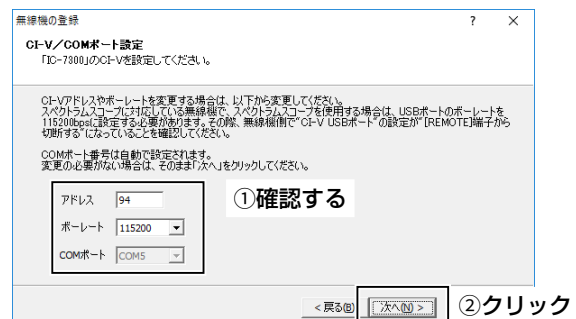 無線機の登録 ? ×
CI-V／COMポート設定
「IC-7300」のCI-Vを設定してください。
CI-Vアドレスやボーレートを変更する場合は、以下から変更してください。
スペクトラムスコープに対応している無線機で、スペクトラムスコープを使用する場合は、USBポートのボーレートを
115200bpsに設定する必要があります。その際、無線機側で"CI-V USBポート"の設定が"[REMOTE]端子から
切断する"になっていることを確認してください。
COMポート番号は自動で設定されます。
変更の必要がない場合は、そのまま「次へ」をクリックしてください。
アドレス 94
①確認する
ボーレート 115200
COMポート COM5
< 戻る(B) 次へ(N) >
②クリック